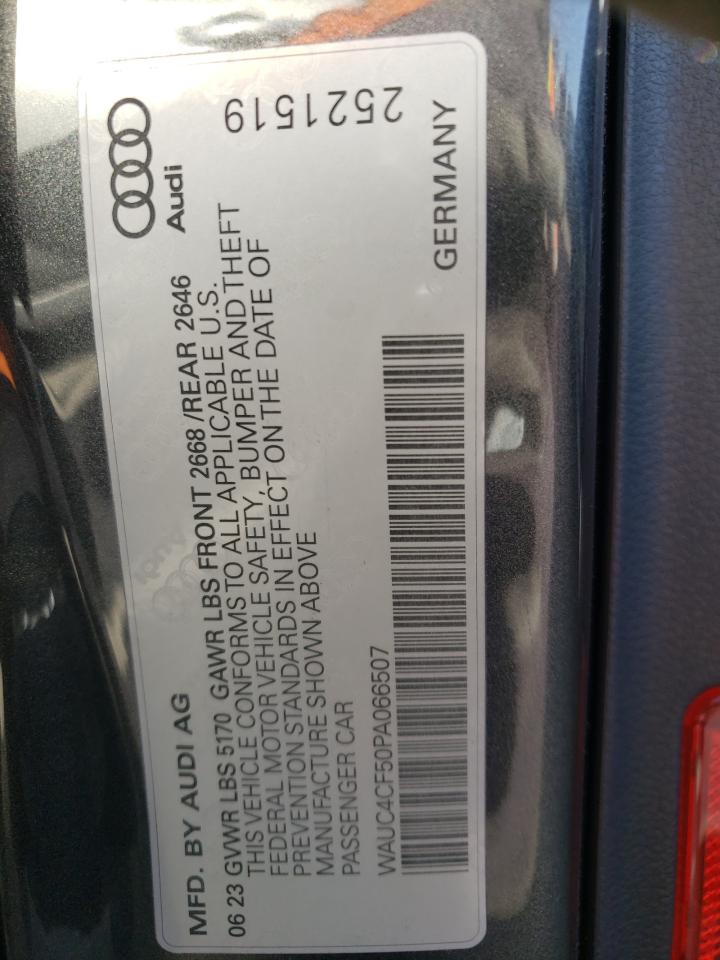 MFD. BY AUDI AG
Audi
06 23 GVWR LBS 5170 GAWR LBS FRONT 2668 /REAR 2646
THIS VEHICLE CONFORMS TO ALL APPLICABLE U.S.
FEDERAL MOTOR VEHICLE SAFETY, BUMPER AND THEFT
PREVENTION STANDARDS IN EFFECT ON THE DATE OF
MANUFACTURE SHOWN ABOVE
PASSENGER CAR
2521519
WAUC4CF50PA066507
GERMANY